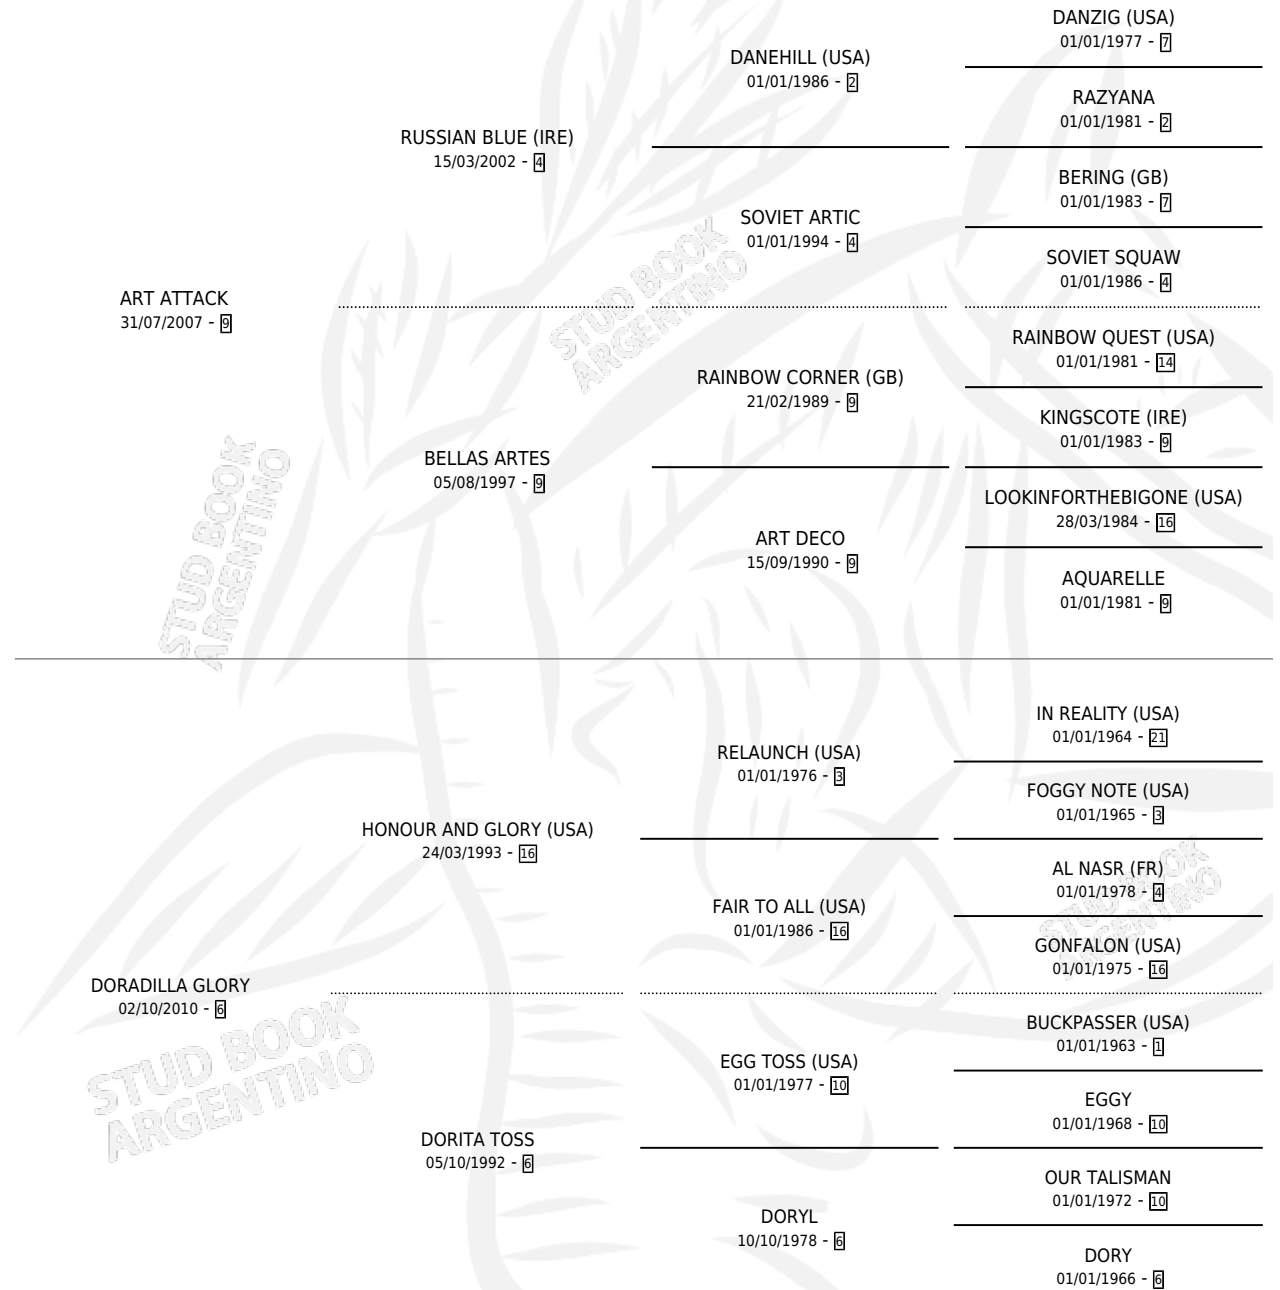 DANZIG (USA)
01/01/1977 - 7
DANEHILL (USA)
01/01/1986 - 2
RAZYANA
01/01/1981 - 2
RUSSIAN BLUE (IRE)
15/03/2002 - 4
BERING (GB)
01/01/1983 - 7
SOVIET ARTIC
01/01/1994 - 4
SOVIET SQUAW
01/01/1986 - 4
ART ATTACK
31/07/2007 - 9
RAINBOW QUEST (USA)
01/01/1981 - 14
RAINBOW CORNER (GB)
21/02/1989 - 9
KINGSCOTE (IRE)
01/01/1983 - 9
BELLAS ARTES
05/08/1997 - 9
LOOKINFORTHEBIGONE (USA)
28/03/1984 - 16
ART DECO
15/09/1990 - 9
AQUARELLE
01/01/1981 - 9
STUD BOOK
ARGENTINO
STUD BOOK
ARGENTINO
IN REALITY (USA)
01/01/1964 - 21
RELAUNCH (USA)
01/01/1976 - 3
FOGGY NOTE (USA)
01/01/1965 - 3
HONOUR AND GLORY (USA)
24/03/1993 - 16
AL NASR (FR)
01/01/1978 - 4
FAIR TO ALL (USA)
01/01/1986 - 16
GONFALON (USA)
01/01/1975 - 16
STUD BOOK
ARGENTINO
DORADILLA GLORY
02/10/2010 - 6
BUCKPASSER (USA)
01/01/1963 - 1
EGG TOSS (USA)
01/01/1977 - 10
EGGY
01/01/1968 - 10
STUD BOOK
ARGENTINO
DORITA TOSS
05/10/1992 - 6
OUR TALISMAN
01/01/1972 - 10
DORYL
10/10/1978 - 6
DORY
01/01/1966 - 6